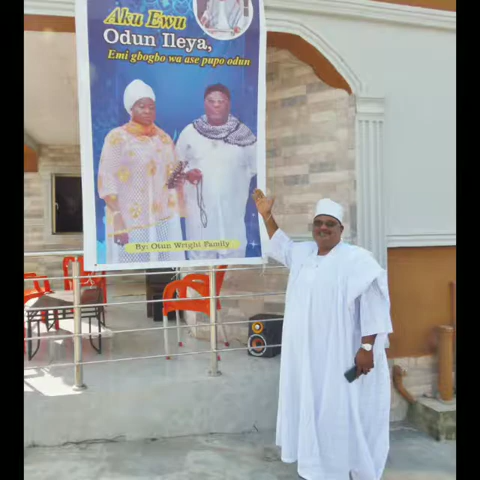 Aku Ewu
Odun Ileya,
Emi gbogbo wa ase pupo odun
By: Otun Wright Family